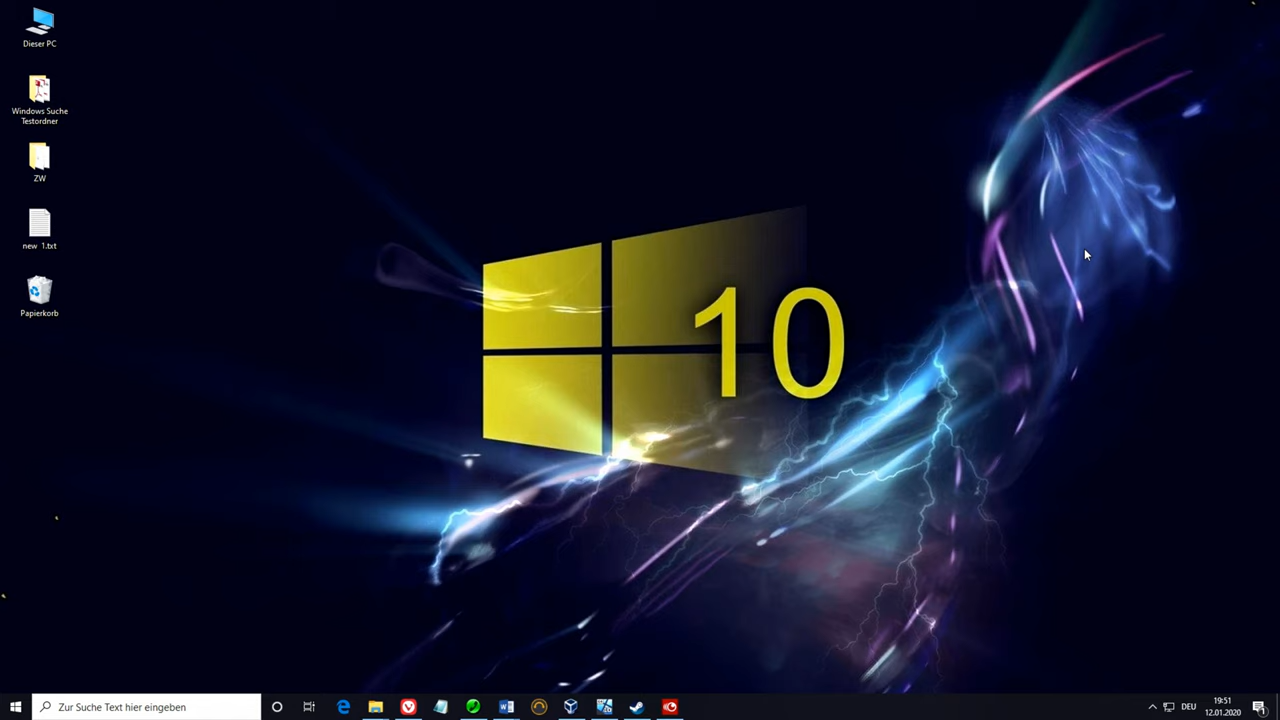 Dieser PC
Windows Suche
Testordner
ZW
new 1.txt
Papierkorb
10
Zur Suche Text hier eingeben
DEU
19:51
12.01.2020